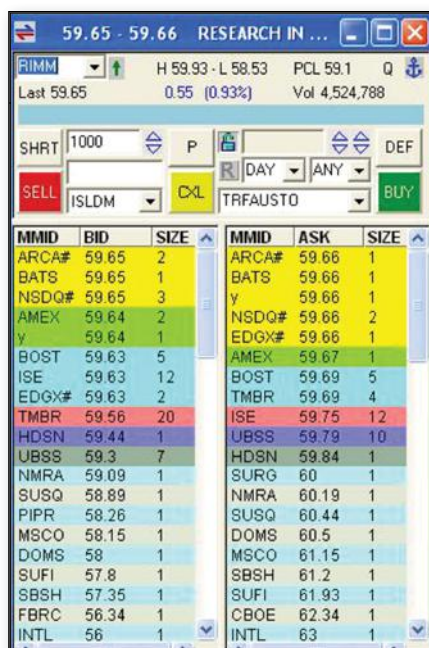 59.65 - 59.66 RESEARCH IN ...
RIMM H 59.93 - L 58.53 PCL 59.1 Q
Last 59.65 0.55 (0.93%) Vol 4,524,788
SHRT 1000 P DEF
R DAY ANY
SELL ISLDM CXL TRFAUSTO BUY
MMID BID SIZE MMID ASK SIZE
ARCA# 59.65 2 ARCA# 59.66 1
BATS 59.65 1 BATS 59.66 1
NSDQ# 59.65 3 y 59.66 1
AMEX 59.64 2 NSDQ# 59.66 2
y 59.64 1 EDGX# 59.66 1
BOST 59.63 5 AMEX 59.67 1
ISE 59.63 12 BOST 59.69 5
EDGX# 59.63 2 TMBR 59.69 4
TMBR 59.56 20 ISE 59.75 12
HDSN 59.44 1 UBSS 59.79 10
UBSS 59.3 7 HDSN 59.84 1
NMRA 59.09 1 SURG 60 1
SUSQ 58.89 1 NMRA 60.19 1
PIPR 58.26 1 SUSQ 60.44 1
MSCO 58.15 1 DOMS 60.5 1
DOMS 58 1 MSCO 61.15 1
SUFI 57.8 1 SBSH 61.2 1
SBSH 57.35 1 SUFI 61.93 1
FBRC 56.34 1 CBOE 62.34 1
INTL 56 1 INTL 63 1